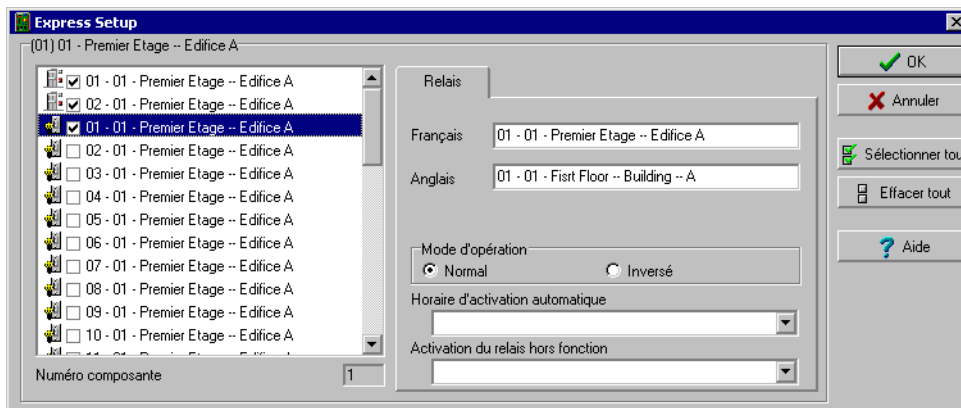 Express Setup
(01) 01 - Premier Etage -- Edifice A
01 - 01 - Premier Etage -- Edifice A
02 - 01 - Premier Etage -- Edifice A
01 - 01 - Premier Etage -- Edifice A
02 - 01 - Premier Etage -- Edifice A
03 - 01 - Premier Etage -- Edifice A
04 - 01 - Premier Etage -- Edifice A
05 - 01 - Premier Etage -- Edifice A
06 - 01 - Premier Etage -- Edifice A
07 - 01 - Premier Etage -- Edifice A
08 - 01 - Premier Etage -- Edifice A
09 - 01 - Premier Etage -- Edifice A
10 - 01 - Premier Etage -- Edifice A
Numéro composante 1
Relais
Français 01 - 01 - Premier Etage -- Edifice A
Anglais 01 - 01 - Fisrt Floor -- Building -- A
Mode d'opération
Normal Inversé
Horaire d'activation automatique
Activation du relais hors fonction
OK
Annuler
Sélectionner tou
Effacer tout
Aide